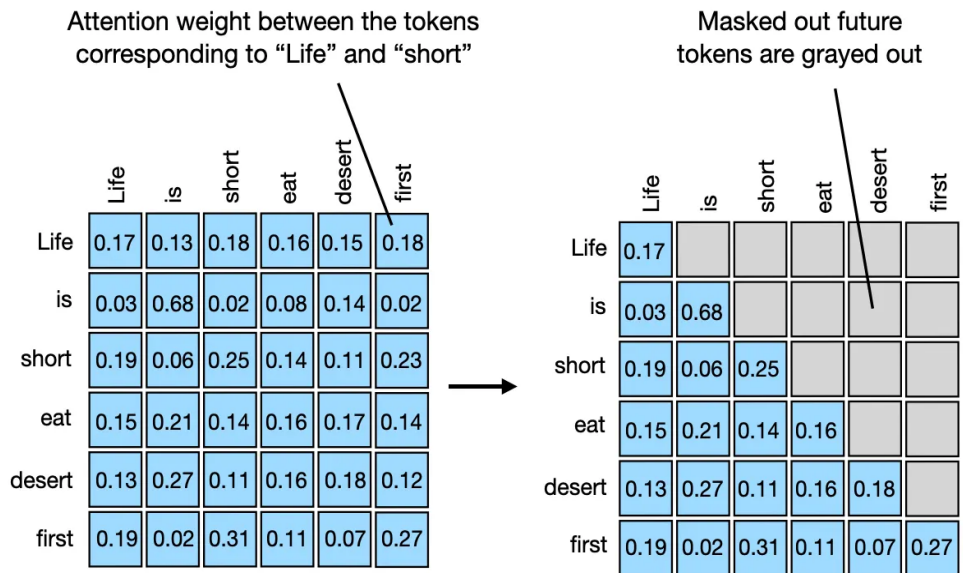 Attention weight between the tokens
corresponding to “Life” and “short”
Life is short eat desert first
Life 0.17 0.13 0.18 0.16 0.15 0.18
is 0.03 0.68 0.02 0.08 0.14 0.02
short 0.19 0.06 0.25 0.14 0.11 0.23
eat 0.15 0.21 0.14 0.16 0.17 0.14
desert 0.13 0.27 0.11 0.16 0.18 0.12
first 0.19 0.02 0.31 0.11 0.07 0.27
Masked out future
tokens are grayed out
Life is short eat desert first
Life 0.17
is 0.03 0.68
short 0.19 0.06 0.25
eat 0.15 0.21 0.14 0.16
desert 0.13 0.27 0.11 0.16 0.18
first 0.19 0.02 0.31 0.11 0.07 0.27